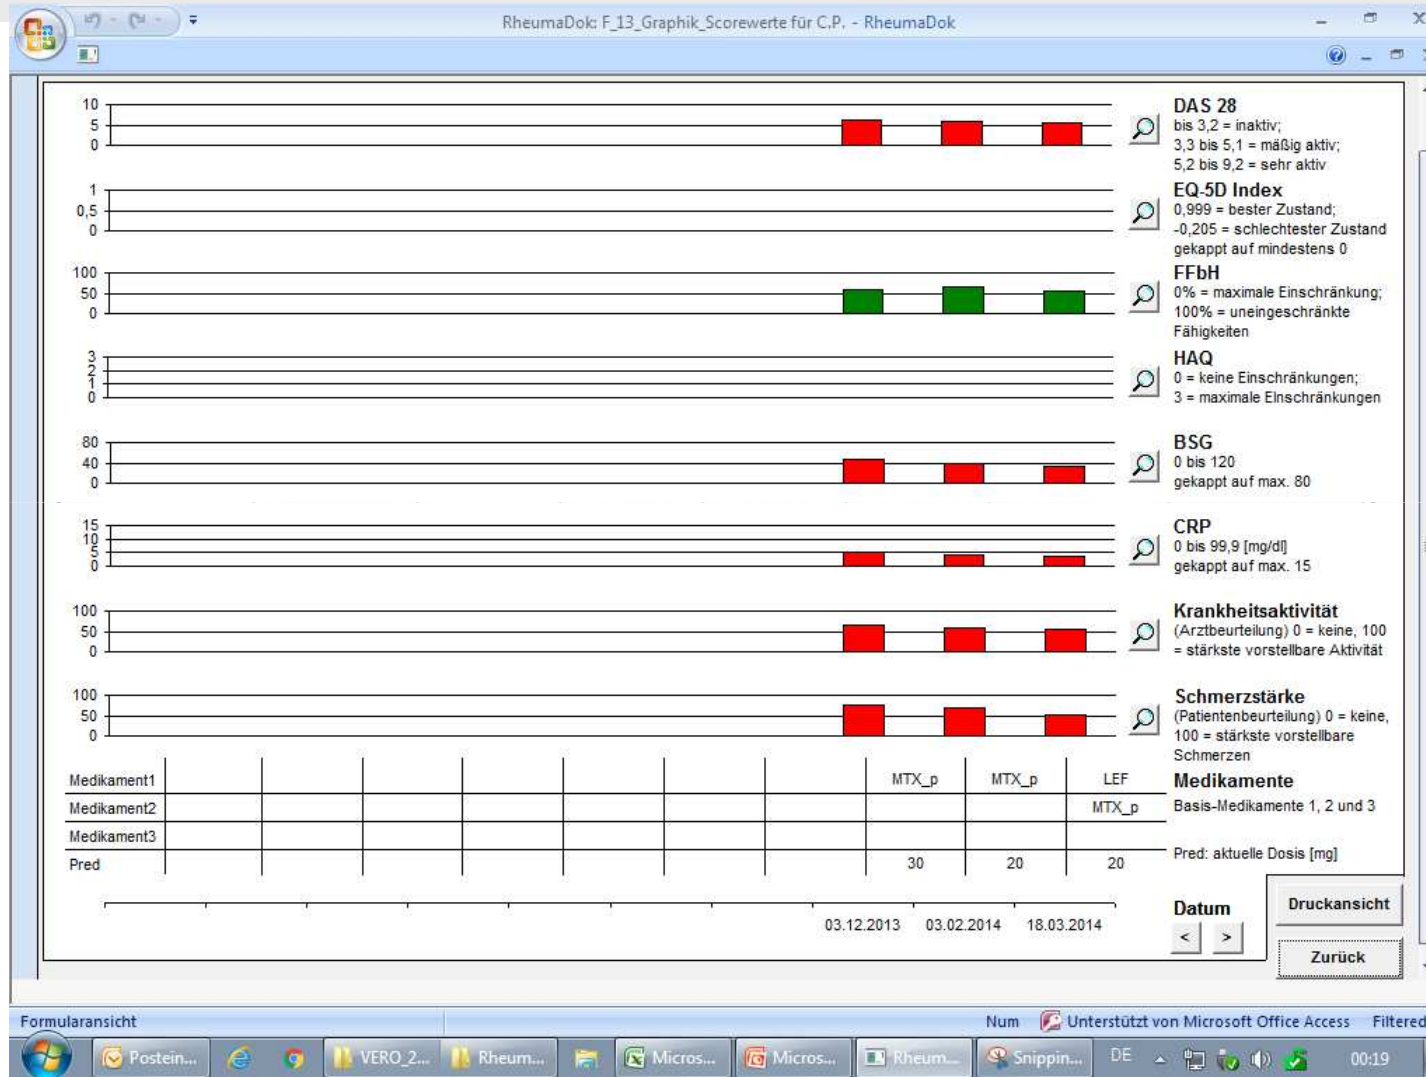 RheumaDok: F_13_Graphik_Scorewerte für C.P. - RheumaDok
10
5
0
DAS 28
bis 3,2 = inaktiv;
3,3 bis 5,1 = mäßig aktiv;
5,2 bis 9,2 = sehr aktiv
1
0,5
0
EQ-5D Index
0,999 = bester Zustand;
-0,205 = schlechtester Zustand
gekappt auf mindestens 0
100
50
0
FFbH
0% = maximale Einschränkung;
100% = uneingeschränkte
Fähigkeiten
3
2
1
0
HAQ
0 = keine Einschränkungen;
3 = maximale EInschränkungen
80
40
0
BSG
0 bis 120
gekappt auf max. 80
15
10
5
0
CRP
0 bis 99,9 [mg/dl]
gekappt auf max. 15
100
50
0
Krankheitsaktivität
(Arztbeurteilung) 0 = keine, 100
= stärkste vorstellbare Aktivität
100
50
0
Schmerzstärke
(Patientenbeurteilung) 0 = keine,
100 = stärkste vorstellbare
Schmerzen
Medikament1 MTX_p MTX_p LEF
Medikament2 MTX_p
Medikament3
Pred 30 20 20
Medikamente
Basis-Medikamente 1, 2 und 3
Pred: aktuelle Dosis [mg]
03.12.2013 03.02.2014 18.03.2014
Datum
< >
Druckansicht
Zurück
Formularansicht Num Unterstützt von Microsoft Office Access Filtered
Postein... VERO_2... Rheum... Micros... Micros... Rheum... Snippin... DE 00:19